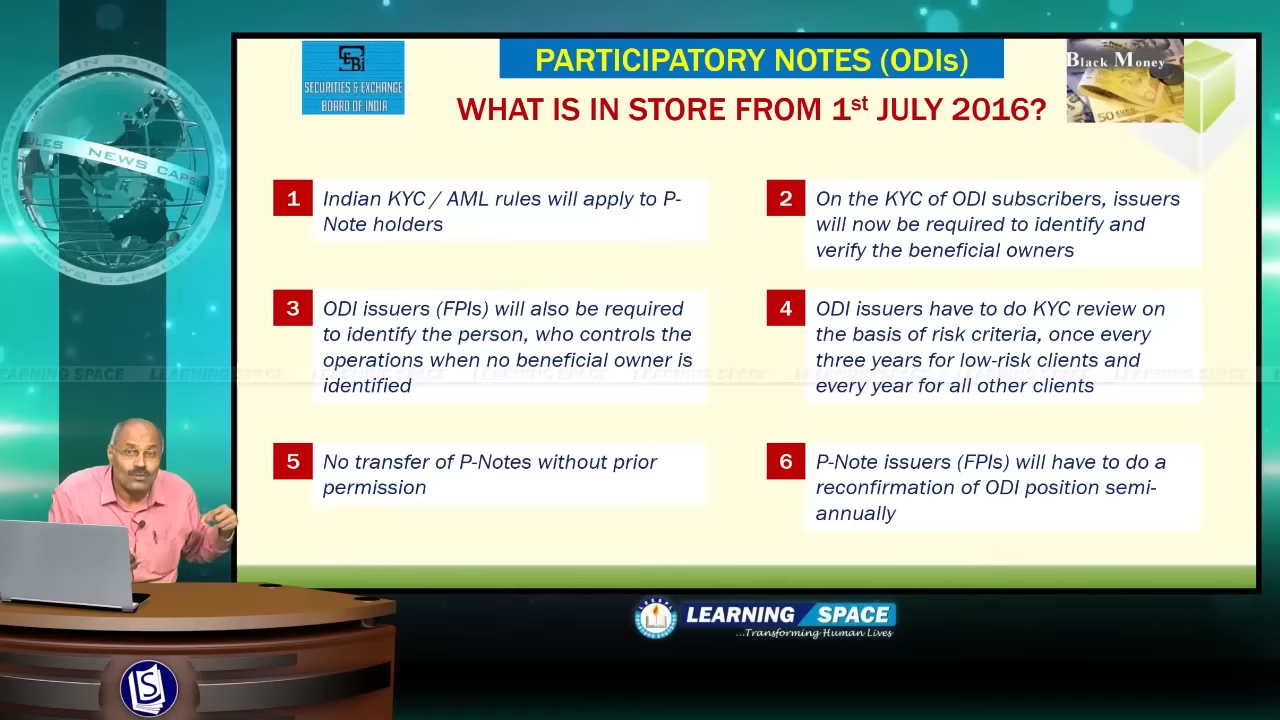 PARTICIPATORY NOTES (ODIs)
WHAT IS IN STORE FROM 1st JULY 2016?
SEBI
SECURITIES & EXCHANGE
BOARD OF INDIA
Black Money
50 EURO
1
Indian KYC / AML rules will apply to P-
Note holders
2
On the KYC of ODI subscribers, issuers
will now be required to identify and
verify the beneficial owners
3
ODI issuers (FPIs) will also be required
to identify the person, who controls the
operations when no beneficial owner is
identified
4
ODI issuers have to do KYC review on
the basis of risk criteria, once every
three years for low-risk clients and
every year for all other clients
5
No transfer of P-Notes without prior
permission
6
P-Note issuers (FPIs) will have to do a
reconfirmation of ODI position semi-
annually
NEWS CAPS
LEARNING SPACE
LEARNING SPACE
...Transforming Human Lives
LS